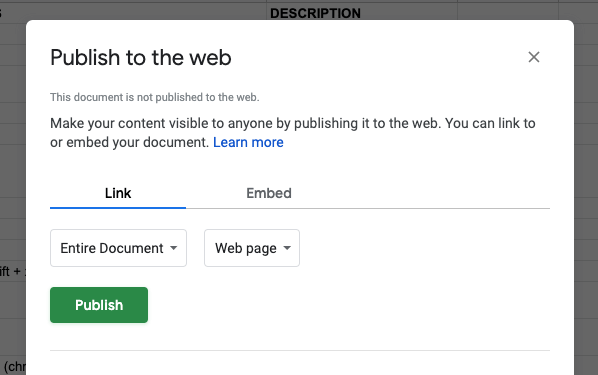 DESCRIPTION
Publish to the web
This document is not published to the web.
Make your content visible to anyone by publishing it to the web. You can link to
or embed your document. Learn more
Link Embed
Entire Document Web page
ift +
Publish
(chr